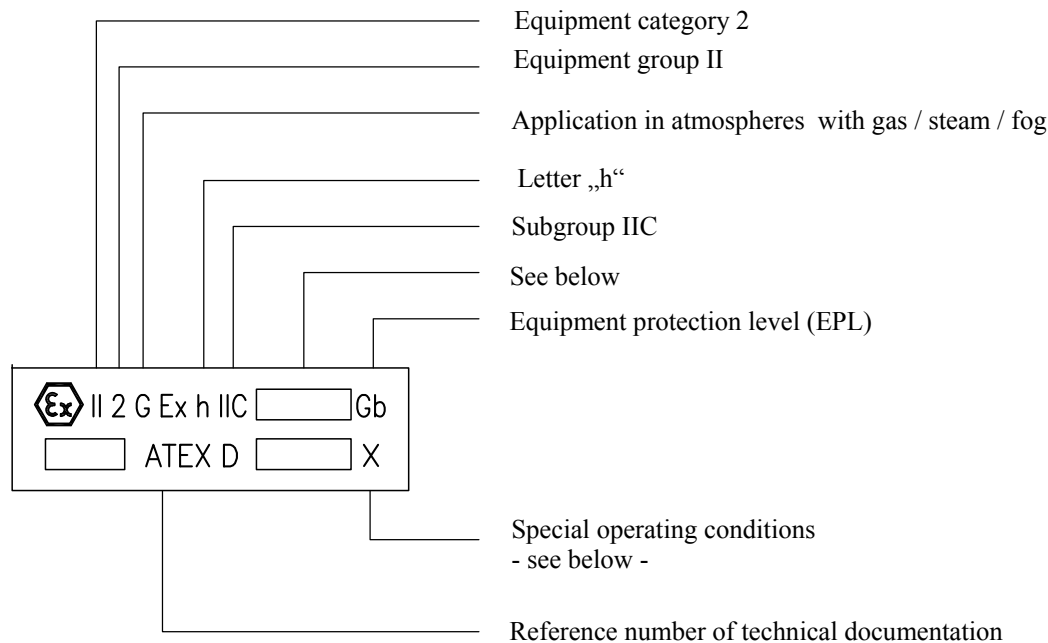 Equipment category 2
Equipment group II
Application in atmospheres with gas / steam / fog
Letter „h“
Subgroup IIC
See below
Equipment protection level (EPL)
Ex II 2 G Ex h IIC Gb
ATEX D X
Special operating conditions
- see below -
Reference number of technical documentation